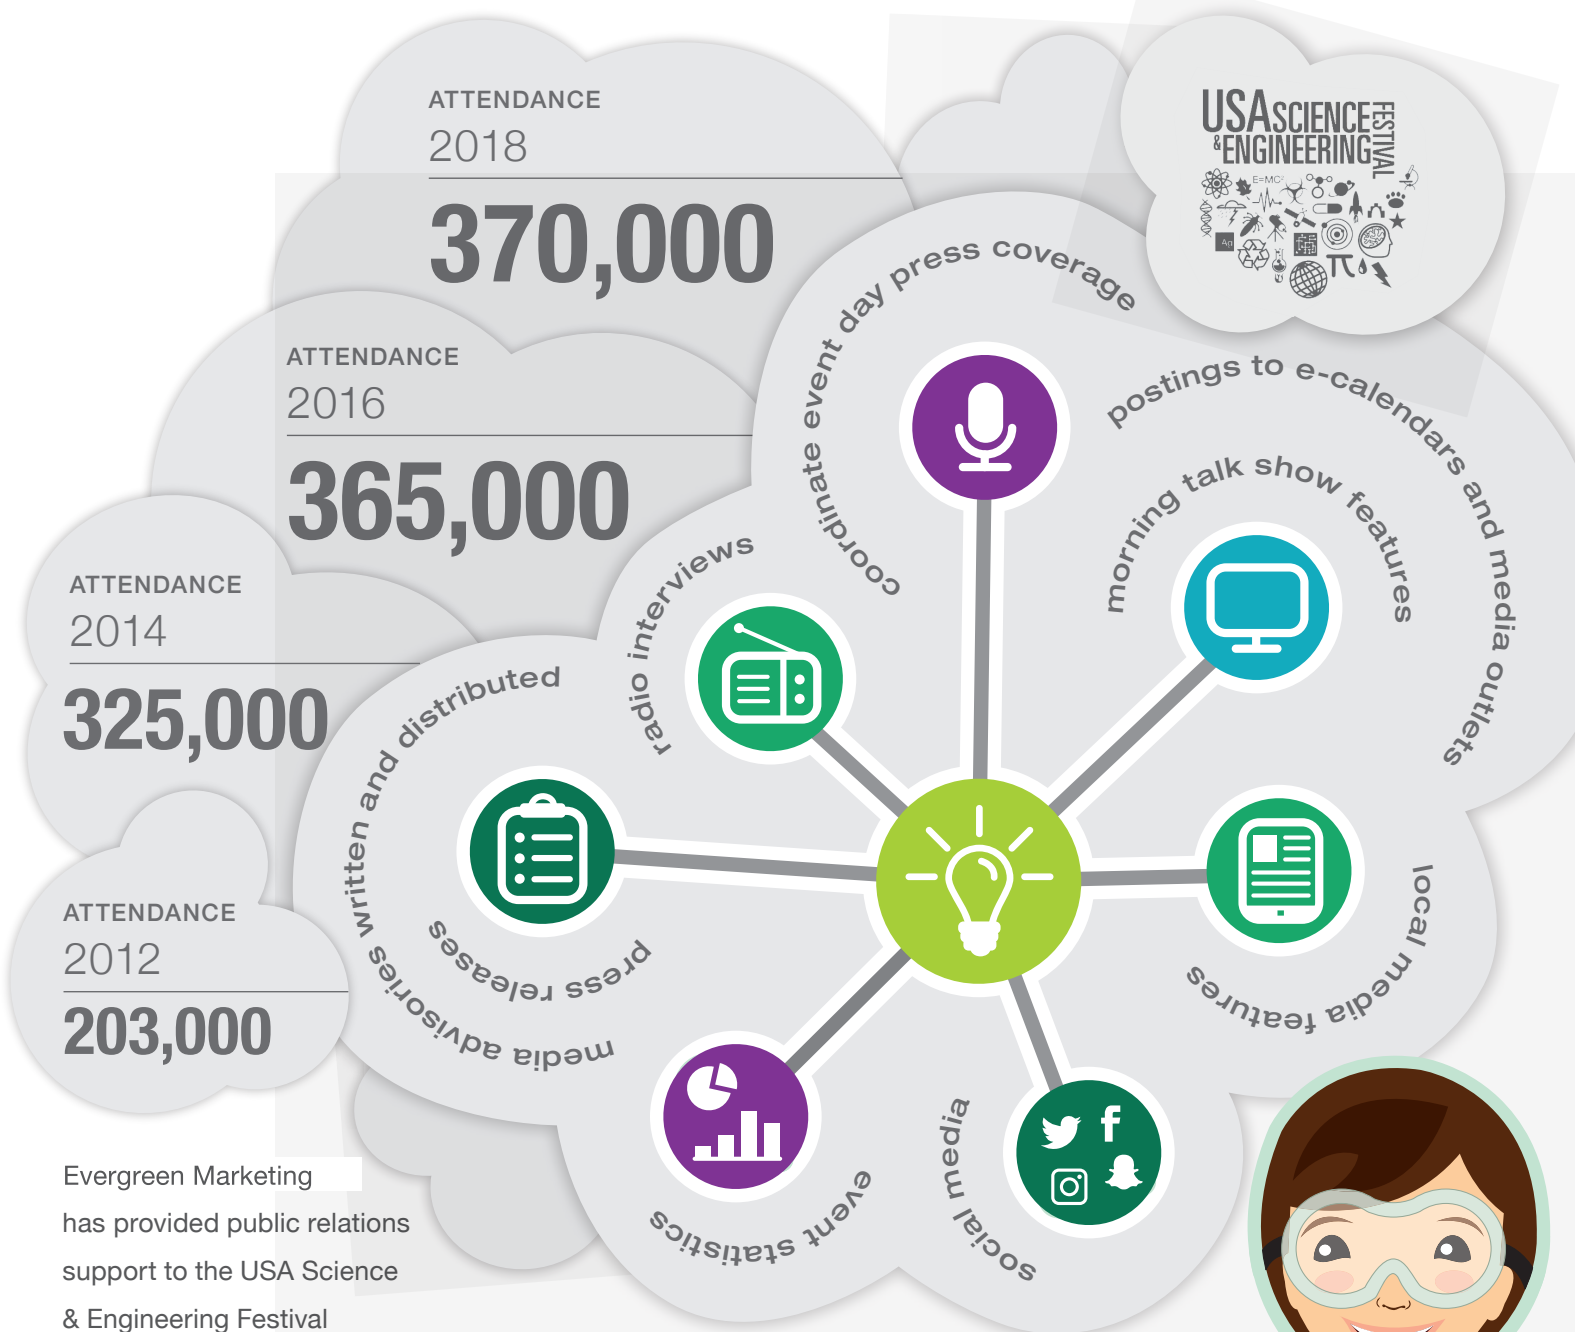 ATTENDANCE
2018
370,000
ATTENDANCE
2016
365,000
ATTENDANCE
2014
325,000
ATTENDANCE
2012
203,000
USA SCIENCE
& ENGINEERING
FESTIVAL
E=MC²
Ag
π
coordinate event day press coverage
postings to e-calendars and media outlets
morning talk show features
radio interviews
media advisories written and distributed
press releases
local media features
event statistics
social media
f
Evergreen Marketing
has provided public relations
support to the USA Science
& Engineering Festival